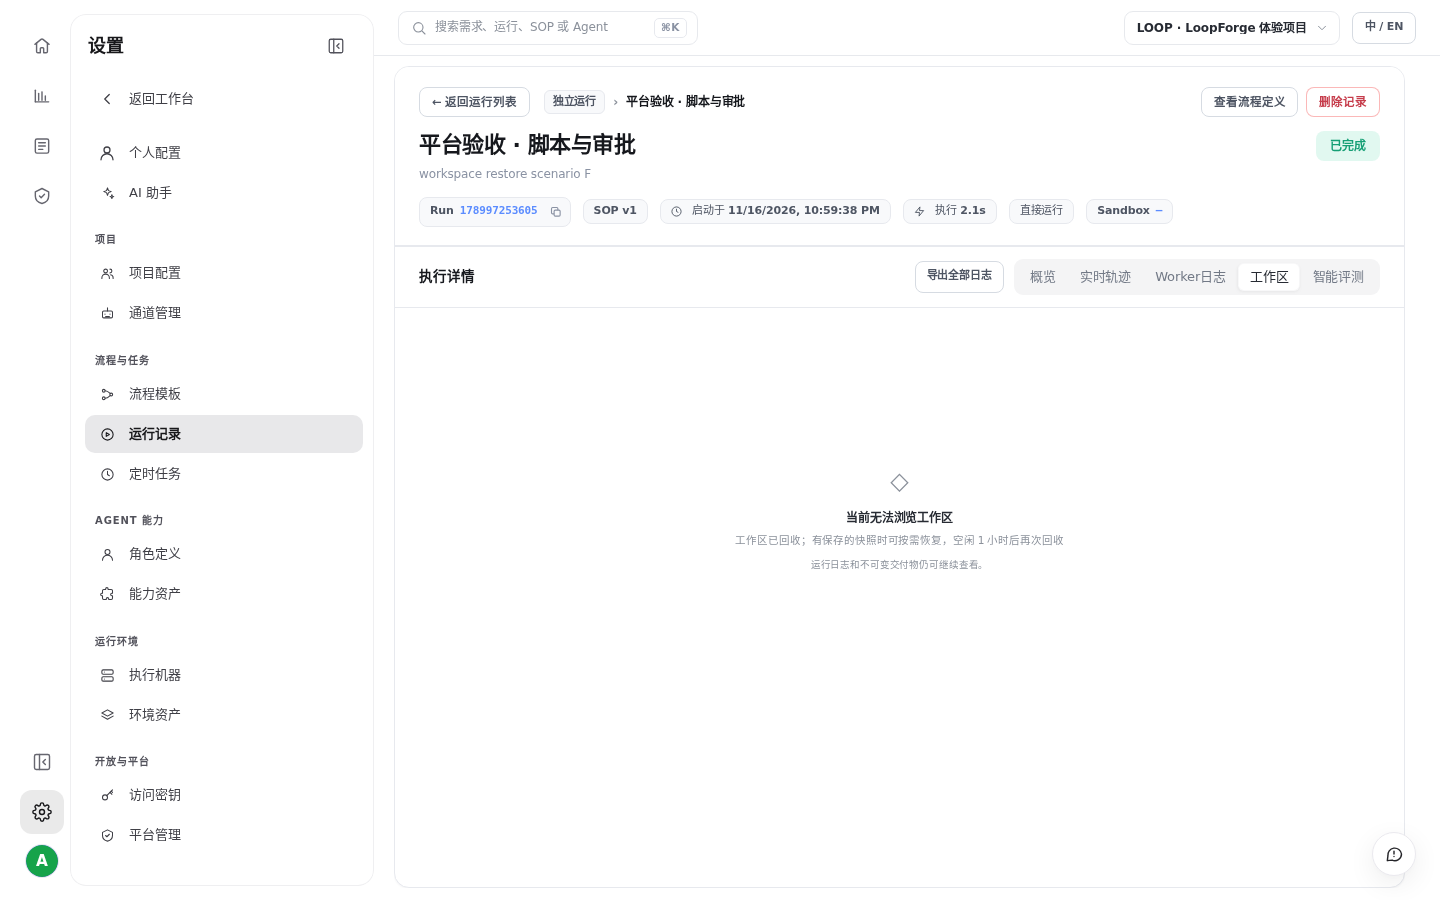 设置
返回工作台
个人配置
AI 助手
项目
项目配置
通道管理
流程与任务
流程模板
运行记录
定时任务
AGENT 能力
角色定义
能力资产
运行环境
执行机器
环境资产
开放与平台
访问密钥
平台管理
A
搜索需求、运行、SOP 或 Agent ⌘K
LOOP · LoopForge 体验项目
中 / EN
← 返回运行列表 独立运行 › 平台验收 · 脚本与审批
查看流程定义 删除记录
平台验收 · 脚本与审批
已完成
workspace restore scenario F
Run 178997253605 SOP v1 启动于 11/16/2026, 10:59:38 PM 执行 2.1s 直接运行 Sandbox —
执行详情
导出全部日志 概览 实时轨迹 Worker日志 工作区 智能评测
当前无法浏览工作区
工作区已回收；有保存的快照时可按需恢复，空闲 1 小时后再次回收
运行日志和不可变交付物仍可继续查看。